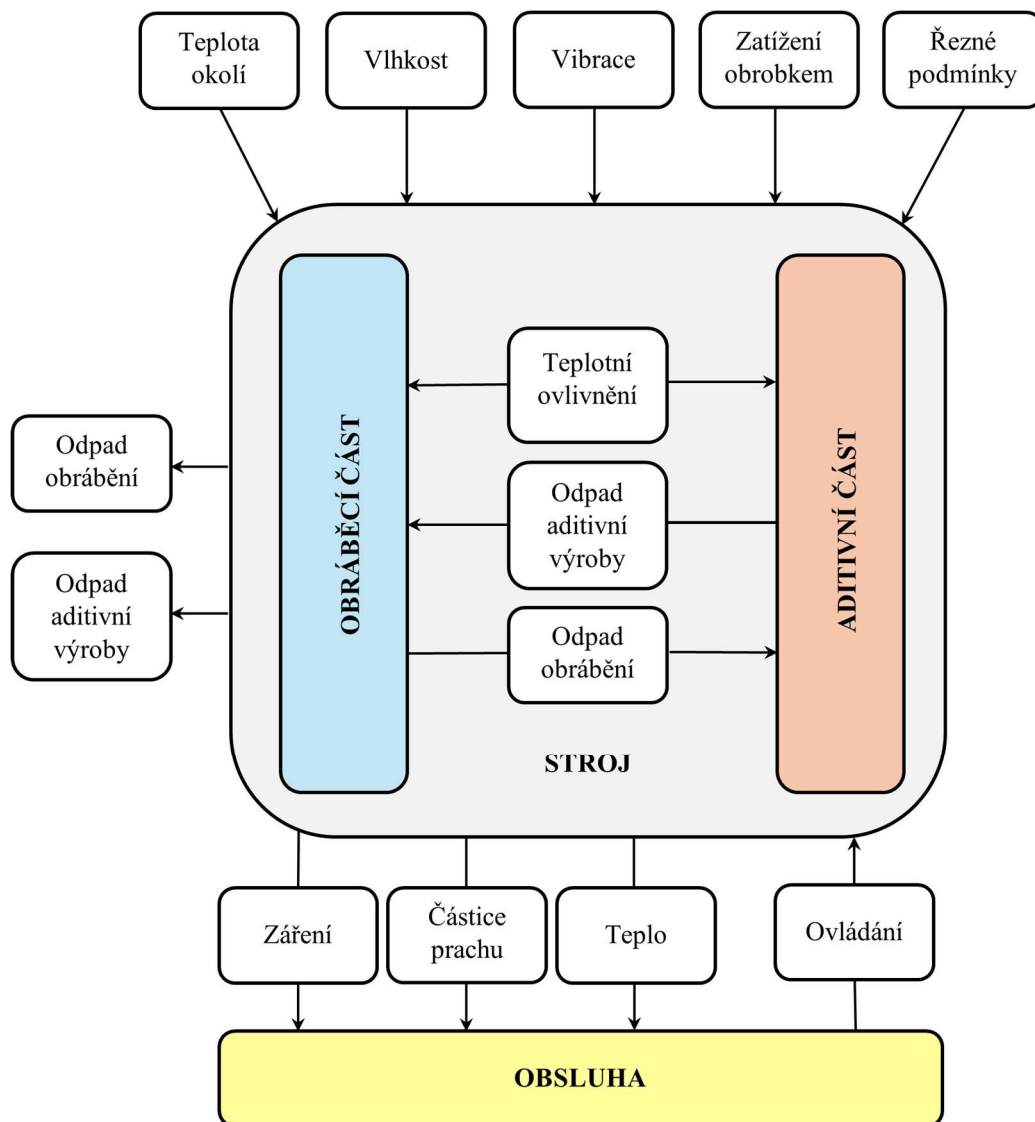 Teplota
okolí
Vlhkost
Vibrace
Zatížení
obrobkem
Řezné
podmínky
OBRÁBĚCÍ ČÁST
Teplotní
ovlivnění
Odpad
aditivní
výroby
Odpad
obrábění
ADITIVNÍ ČÁST
Odpad
obrábění
Odpad
aditivní
výroby
STROJ
Záření
Částice
prachu
Teplo
Ovládání
OBSLUHA